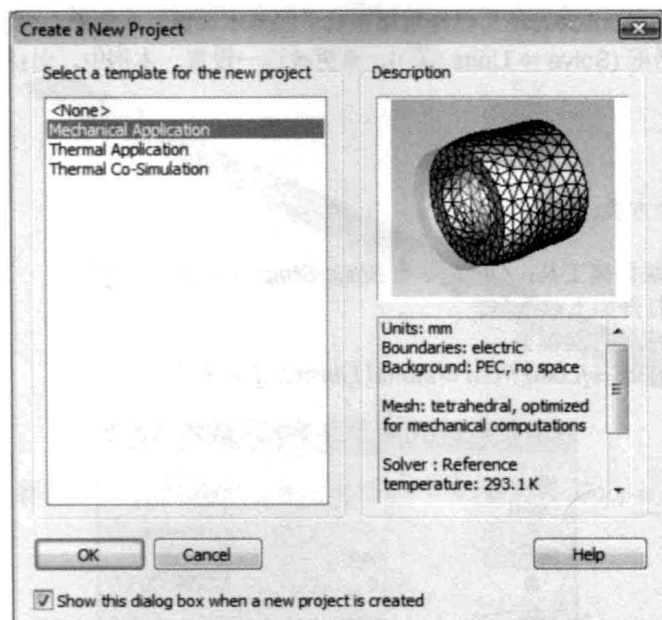 Create a New Project
Select a template for the new project
<None>
Mechanical Application
Thermal Application
Thermal Co-Simulation
Description
Units: mm
Boundaries: electric
Background: PEC, no space
Mesh: tetrahedral, optimized
for mechanical computations
Solver : Reference
temperature: 293.1 K
OK
Cancel
Help
Show this dialog box when a new project is created